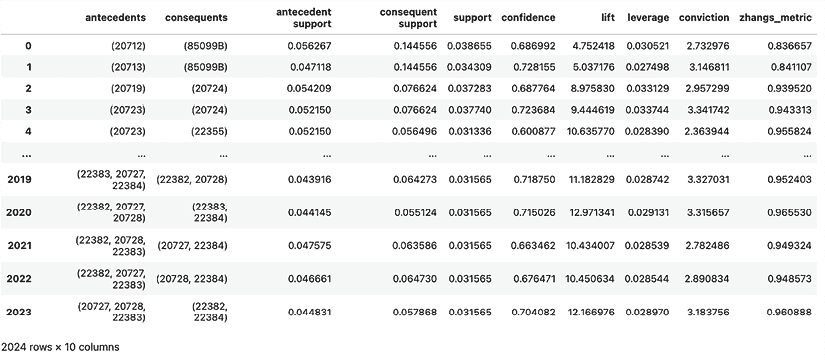 antecedents consequents antecedent support consequent support support confidence lift leverage conviction zhangs_metric
0 (20712) (85099B) 0.056267 0.144556 0.038655 0.686992 4.752418 0.030521 2.732976 0.836657
1 (20713) (85099B) 0.047118 0.144556 0.034309 0.728155 5.037176 0.027498 3.146811 0.841107
2 (20719) (20724) 0.054209 0.076624 0.037283 0.687764 8.975830 0.033129 2.957299 0.939520
3 (20723) (20724) 0.052150 0.076624 0.037740 0.723684 9.444619 0.033744 3.341742 0.943313
4 (20723) (22355) 0.052150 0.056496 0.031336 0.600877 10.635770 0.028390 2.363944 0.955824
... ... ... ... ... ... ... ... ... ... ...
2019 (22383, 20727, 22384) (22382, 20728) 0.043916 0.064273 0.031565 0.718750 11.182829 0.028742 3.327031 0.952403
2020 (22382, 20727, 20728) (22383, 22384) 0.044145 0.055124 0.031565 0.715026 12.971341 0.029131 3.315657 0.965530
2021 (22382, 20728, 22383) (20727, 22384) 0.047575 0.063586 0.031565 0.663462 10.434007 0.028539 2.782486 0.949324
2022 (22382, 20727, 22383) (20728, 22384) 0.046661 0.064730 0.031565 0.676471 10.450634 0.028544 2.890834 0.948573
2023 (20727, 20728, 22383) (22382, 22384) 0.044831 0.057868 0.031565 0.704082 12.166976 0.028970 3.183756 0.960888
2024 rows × 10 columns